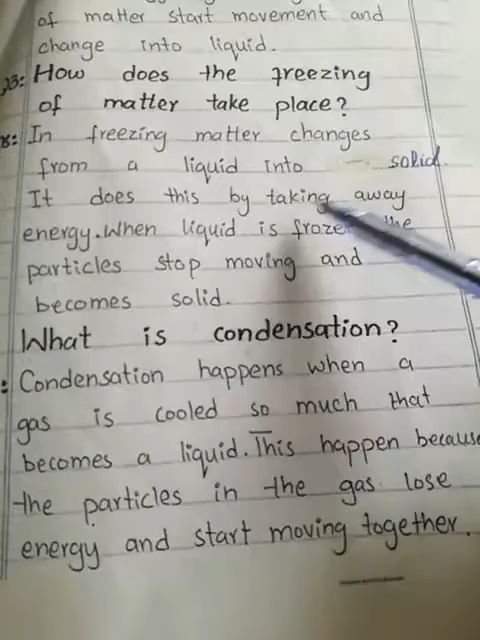 of matter start movement and
change into liquid.
Q3: How does the freezing
of matter take place?
In freezing matter changes
from a liquid into solid.
It does this by taking away
energy. When liquid is froze the
particles stop moving and
becomes solid.
What is condensation?
: Condensation happens when a
gas is cooled so much that
becomes a liquid. This happen because
the particles in the gas lose
energy and start moving together.